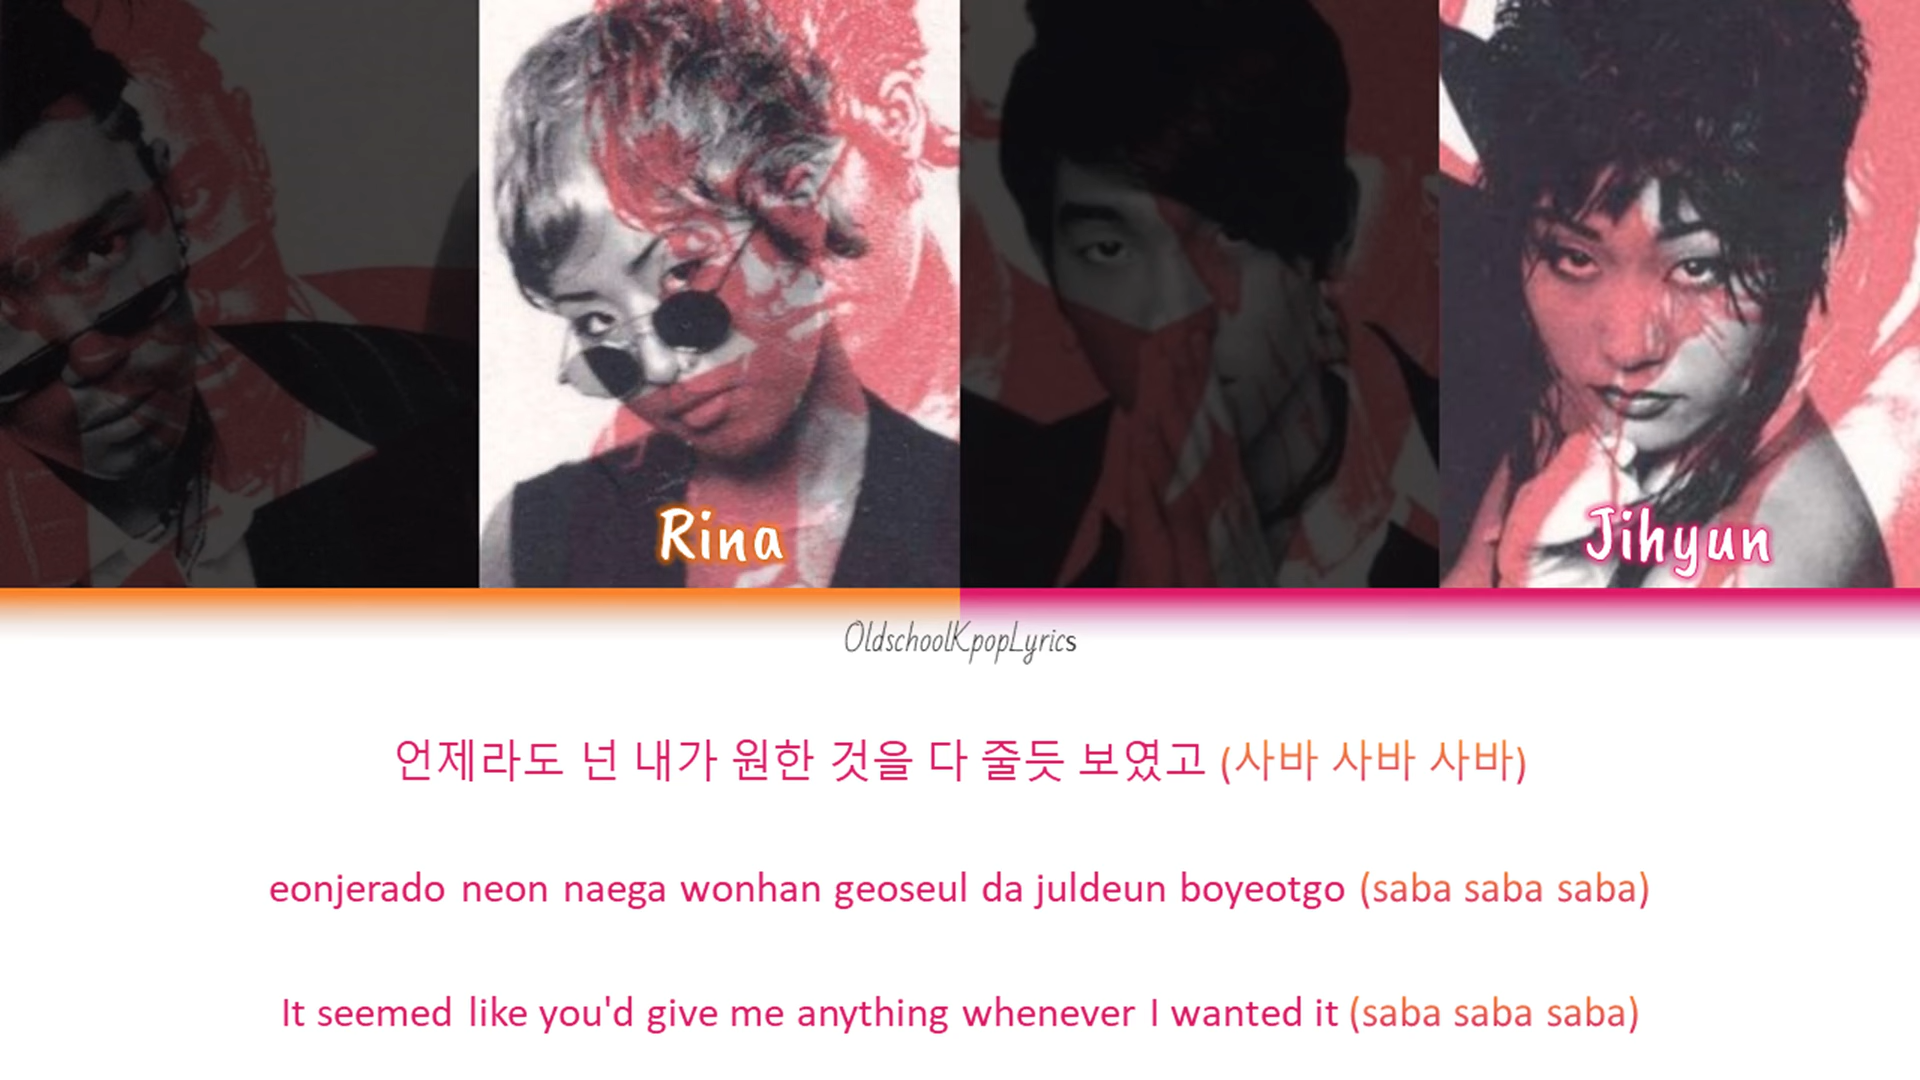 Rina
Jihyun
OldschoolKpopLyrics
언제라도 넌 내가 원한 것을 다 줄듯 보였고 (사바 사바 사바)
eonjerado neon naega wonhan geoseul da juldeun boyeotgo (saba saba saba)
It seemed like you'd give me anything whenever I wanted it (saba saba saba)